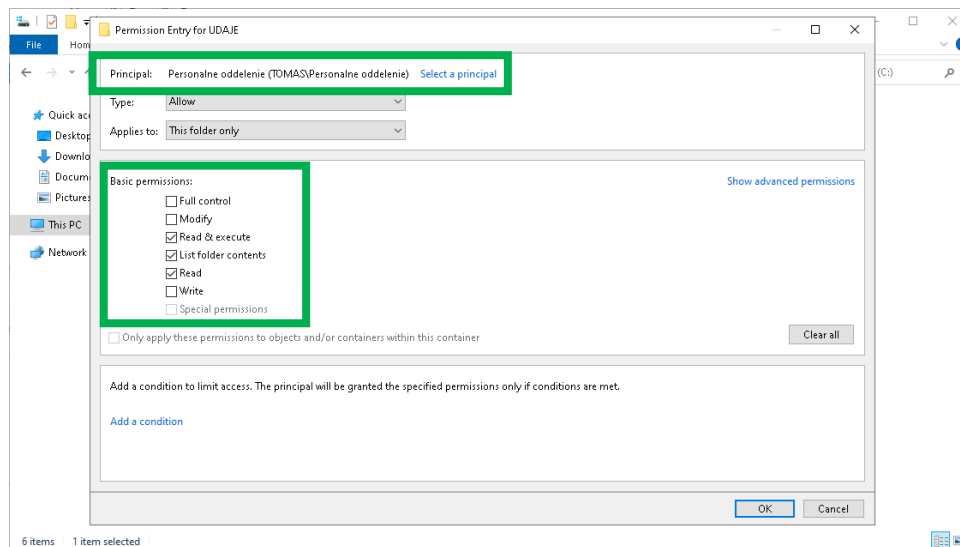 Permission Entry for UDAJE
File
Hom
Principal: Personalne oddelenie (TOMAS\Personalne oddelenie) Select a principal
(C:)
Type: Allow
Applies to: This folder only
Quick acc
Desktop
Downlo
Docum
Pictures
This PC
Network
Basic permissions:
Show advanced permissions
Full control
Modify
Read & execute
List folder contents
Read
Write
Special permissions
Only apply these permissions to objects and/or containers within this container
Clear all
Add a condition to limit access. The principal will be granted the specified permissions only if conditions are met.
Add a condition
OK
Cancel
6 items
1 item selected